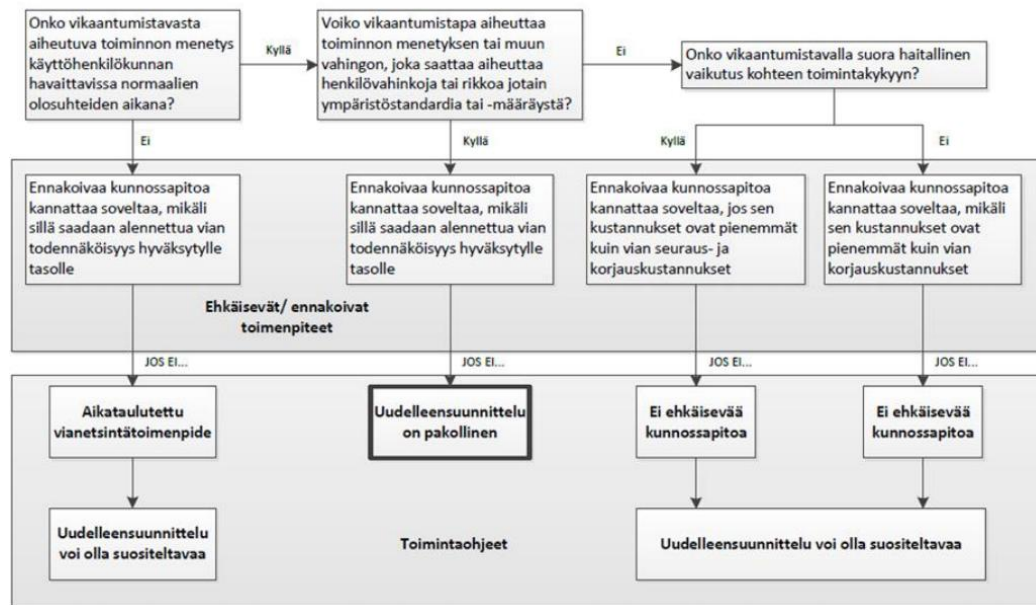 Onko vikaantumistavasta
aiheutuva toiminnon menetys
käyttöhenkilökunnan
havaittavissa normaalien
olosuhteiden aikana?
Kyllä
Voiko vikaantumistapa aiheuttaa
toiminnon menetyksen tai muun
vahingon, joka saattaa aiheuttaa
henkilövahinkoja tai rikkoa jotain
ympäristöstandardia tai -määräystä?
Ei
Onko vikaantumistavalla suora haitallinen
vaikutus kohteen toimintakykyyn?
Ei
Kyllä
Kyllä
Ei
Ennakoivaa kunnossapitoa
kannattaa soveltaa, mikäli
sillä saadaan alennettua vian
todennäköisyys hyväksytylle
tasolle
Ennakoivaa kunnossapitoa
kannattaa soveltaa, mikäli
sillä saadaan alennettua vian
todennäköisyys hyväksytylle
tasolle
Ennakoivaa kunnossapitoa
kannattaa soveltaa, jos sen
kustannukset ovat pienemmät
kuin vian seuraus- ja
korjauskustannukset
Ennakoivaa kunnossapitoa
kannattaa soveltaa, mikäli
sen kustannukset ovat
pienemmät kuin vian
korjauskustannukset
Ehkäisevät/ ennakoivat
toimenpiteet
JOS EI...
JOS EI...
JOS EI...
JOS EI...
Aikataulutettu
vianetsintätoimenpide
Uudelleensuunnittelu
on pakollinen
Ei ehkäisevää
kunnossapitoa
Ei ehkäisevää
kunnossapitoa
Uudelleensuunnittelu
voi olla suositeltavaa
Toimintaohjeet
Uudelleensuunnittelu voi olla suositeltavaa